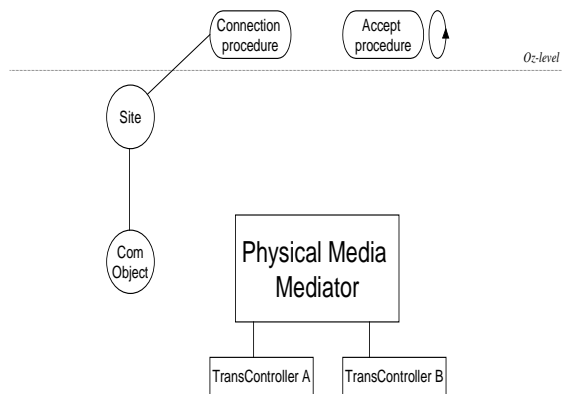 Connection
procedure
Accept
procedure
Oz-level
Site
Com
Object
Physical Media
Mediator
TransController A
TransController B